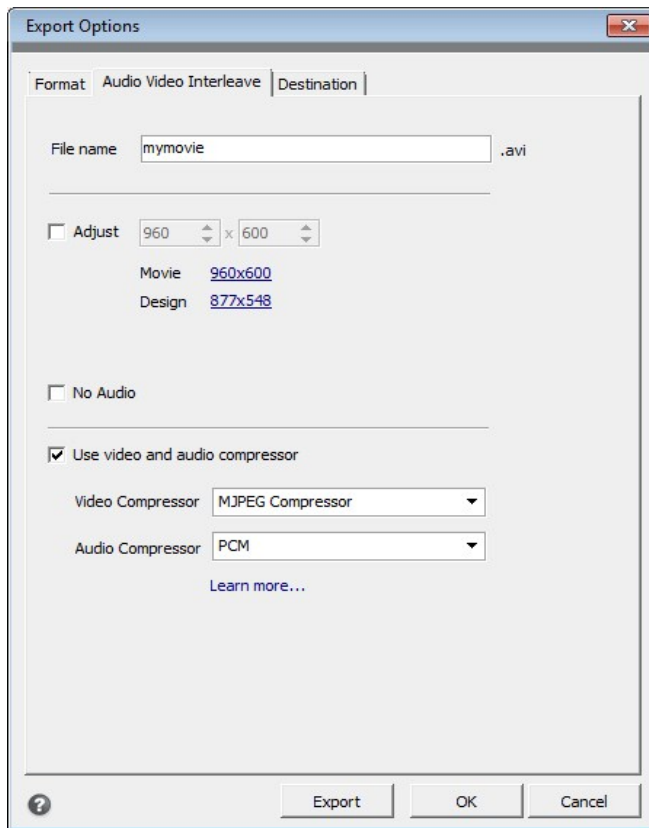 Export Options
Format Audio Video Interleave Destination
File name mymovie .avi
Adjust 960 x 600
Movie 960x600
Design 877x548
No Audio
Use video and audio compressor
Video Compressor MJPEG Compressor
Audio Compressor PCM
Learn more...
? Export OK Cancel